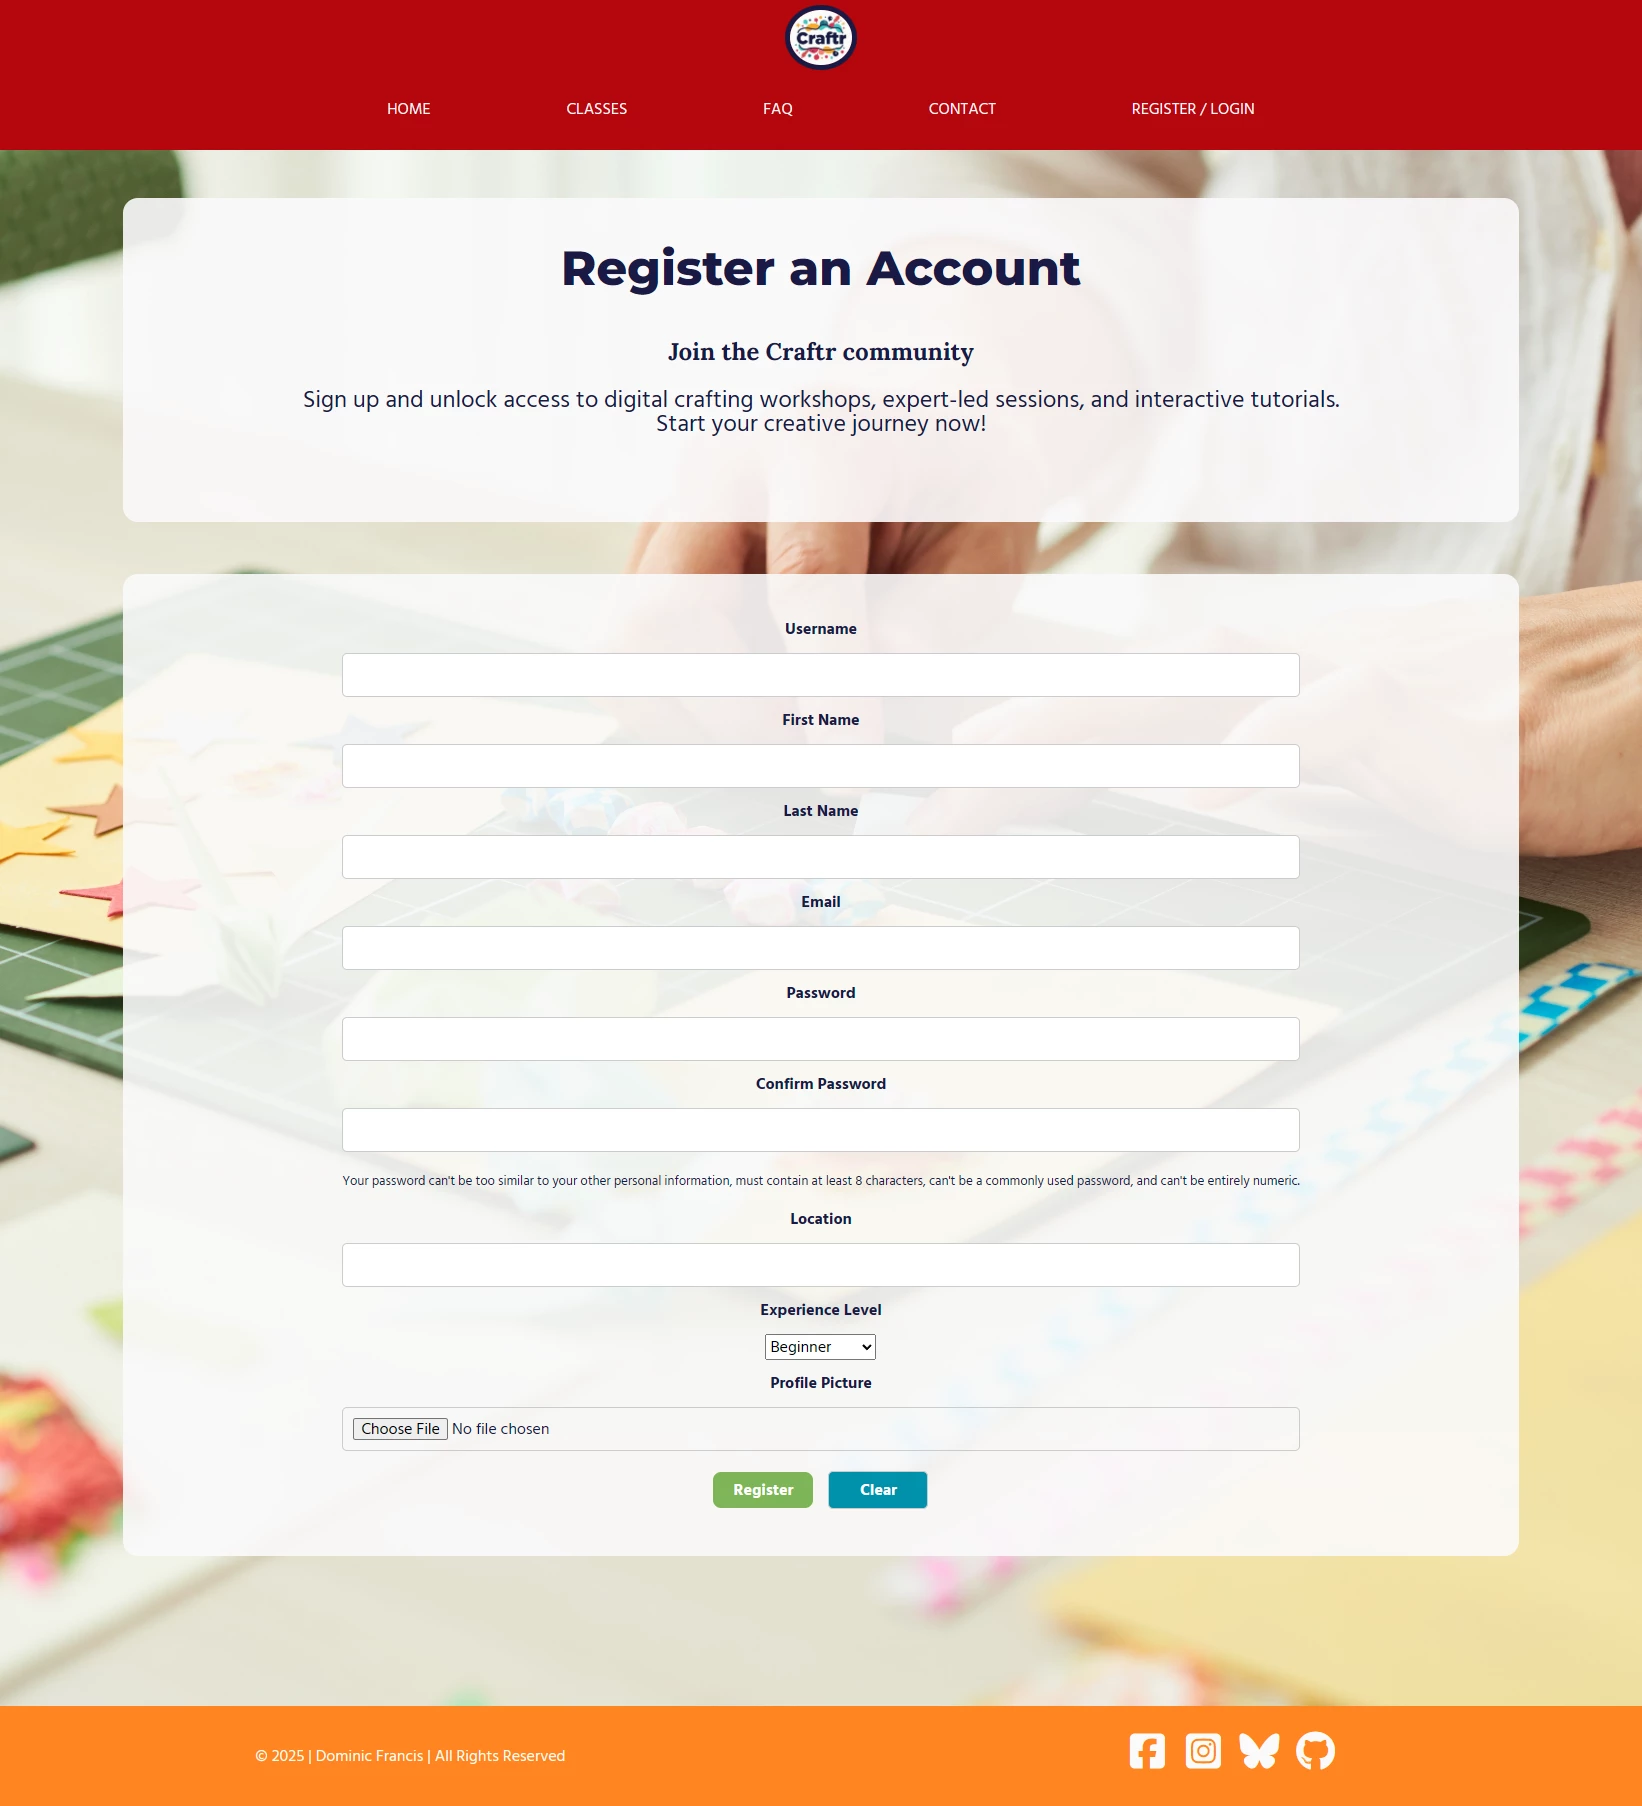 Craftr
HOME
CLASSES
FAQ
CONTACT
REGISTER / LOGIN
Register an Account
Join the Craftr community
Sign up and unlock access to digital crafting workshops, expert-led sessions, and interactive tutorials.
Start your creative journey now!
Username
First Name
Last Name
Email
Password
Confirm Password
Your password can't be too similar to your other personal information, must contain at least 8 characters, can't be a commonly used password, and can't be entirely numeric.
Location
Experience Level
Beginner
Profile Picture
Choose File No file chosen
Register
Clear
© 2025 | Dominic Francis | All Rights Reserved